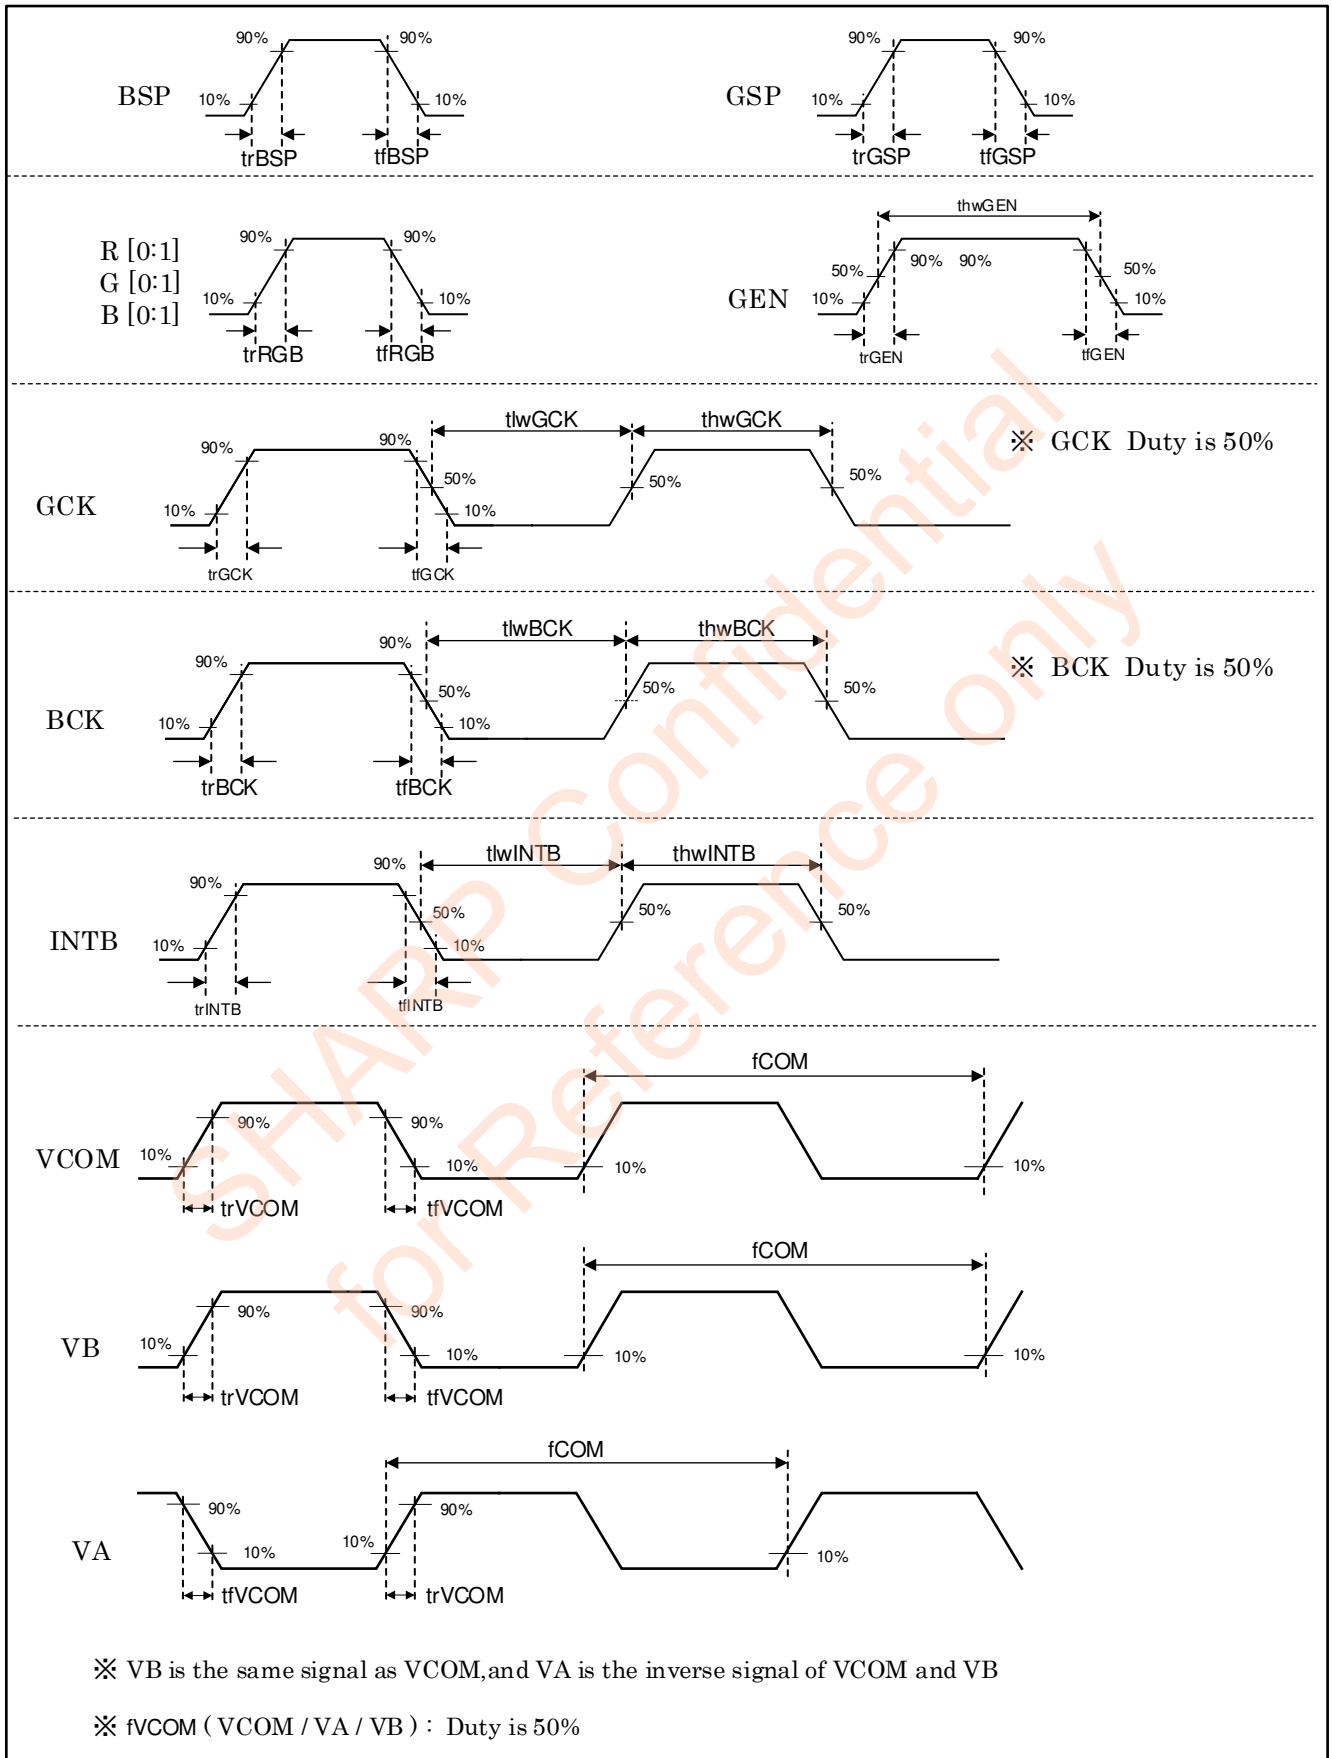 90% 90%
BSP 10% 10%
trBSP tfBSP
90% 90%
GSP 10% 10%
trGSP tfGSP
R [0:1]
G [0:1]
B [0:1]
90% 90%
10% 10%
trRGB tfRGB
thwGEN
90% 90%
50% 50%
GEN 10% 10%
trGEN tfGEN
tlwGCK thwGCK
※ GCK Duty is 50%
90% 90%
50% 50% 50%
GCK 10% 10%
trGCK tfGCK
tlwBCK thwBCK
※ BCK Duty is 50%
90% 90%
50% 50% 50%
BCK 10% 10%
trBCK tfBCK
tlwINTB thwINTB
90% 90%
50% 50% 50%
INTB 10% 10%
trINTB tfINTB
fCOM
90% 90%
VCOM 10% 10% 10% 10%
trVCOM tfVCOM
fCOM
90% 90%
VB 10% 10% 10% 10%
trVCOM tfVCOM
fCOM
90% 90%
VA 10% 10% 10%
tfVCOM trVCOM
※ VB is the same signal as VCOM,and VA is the inverse signal of VCOM and VB
※ fVCOM ( VCOM / VA / VB ) : Duty is 50%
SHARP Confidential
for Reference only